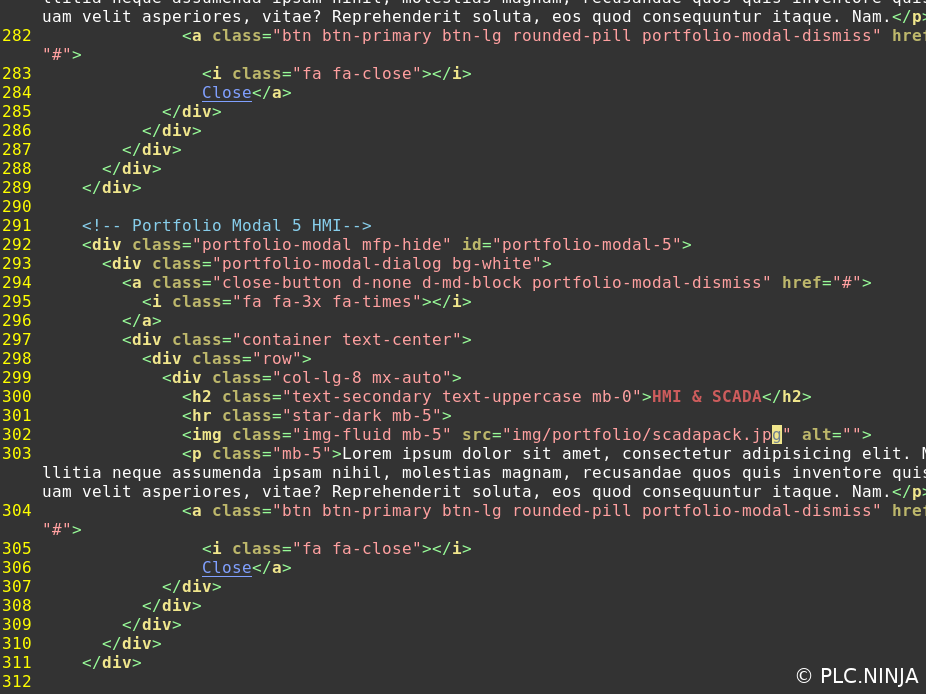 llitia neque assumenda ipsam nihil, molestias magnam, recusandae quos quis inventore quis
uam velit asperiores, vitae? Reprehenderit soluta, eos quod consequuntur itaque. Nam.</p>
282 <a class="btn btn-primary btn-lg rounded-pill portfolio-modal-dismiss" href
"#">
283 <i class="fa fa-close"></i>
284 Close</a>
285 </div>
286 </div>
287 </div>
288 </div>
289 </div>
290
291 <!-- Portfolio Modal 5 HMI-->
292 <div class="portfolio-modal mfp-hide" id="portfolio-modal-5">
293 <div class="portfolio-modal-dialog bg-white">
294 <a class="close-button d-none d-md-block portfolio-modal-dismiss" href="#">
295 <i class="fa fa-3x fa-times"></i>
296 </a>
297 <div class="container text-center">
298 <div class="row">
299 <div class="col-lg-8 mx-auto">
300 <h2 class="text-secondary text-uppercase mb-0">HMI & SCADA</h2>
301 <hr class="star-dark mb-5">
302 <img class="img-fluid mb-5" src="img/portfolio/scadapack.jpg" alt="">
303 <p class="mb-5">Lorem ipsum dolor sit amet, consectetur adipisicing elit.
llitia neque assumenda ipsam nihil, molestias magnam, recusandae quos quis inventore quis
uam velit asperiores, vitae? Reprehenderit soluta, eos quod consequuntur itaque. Nam.</p>
304 <a class="btn btn-primary btn-lg rounded-pill portfolio-modal-dismiss" href
"#">
305 <i class="fa fa-close"></i>
306 Close</a>
307 </div>
308 </div>
309 </div>
310 </div>
311 </div>
312
© PLC.NINJA